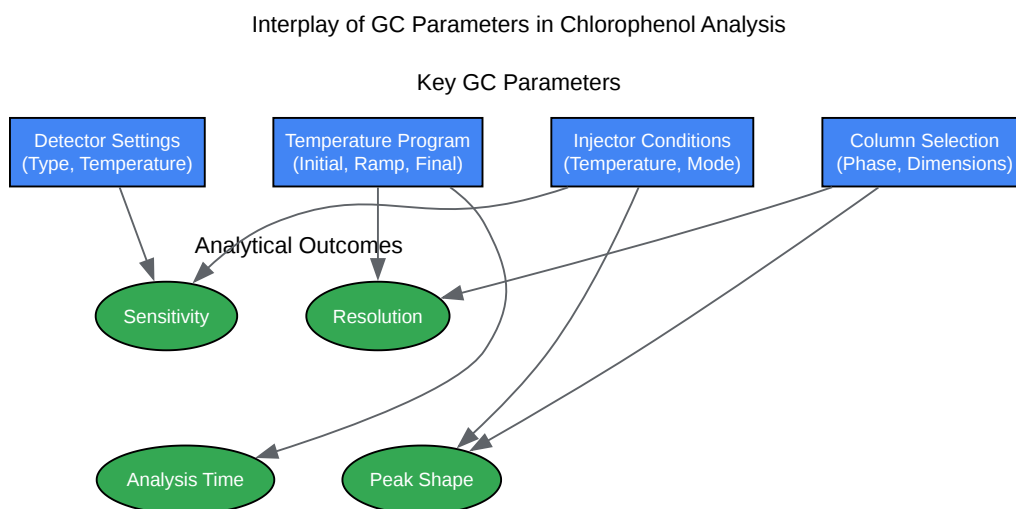 Interplay of GC Parameters in Chlorophenol Analysis
Key GC Parameters
Detector Settings
(Type, Temperature)
Temperature Program
(Initial, Ramp, Final)
Injector Conditions
(Temperature, Mode)
Column Selection
(Phase, Dimensions)
Analytical Outcomes
Sensitivity
Resolution
Analysis Time
Peak Shape